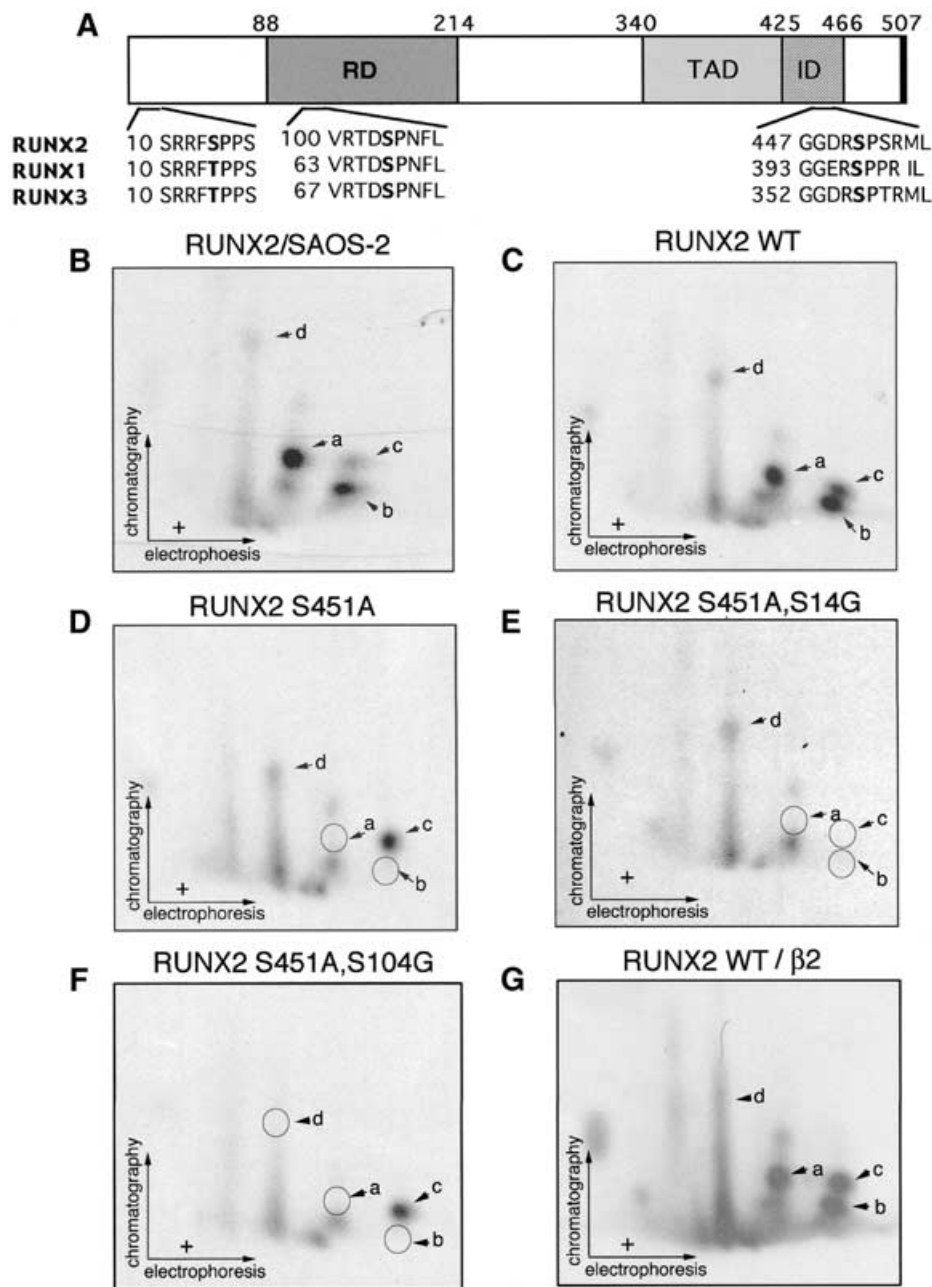 A
88 214 340 425 466 507
RD TAD ID
RUNX2 10 SRRFSPPS 100 VRTDSPNFL 447 GGDRSPSRML
RUNX1 10 SRRFTPPS 63 VRTDSPNFL 393 GGERSPPR IL
RUNX3 10 SRRFTPPS 67 VRTDSPNFL 352 GGDRSPTRML
B RUNX2/SAOS-2
d
a
c
b
chromatography
+
electrophoesis
C RUNX2 WT
d
a
c
b
chromatography
+
electrophoresis
D RUNX2 S451A
d
a
c
b
chromatography
+
electrophoresis
E RUNX2 S451A,S14G
d
a
c
b
chromatography
+
electrophoresis
F RUNX2 S451A,S104G
d
a
c
b
chromatography
+
electrophoresis
G RUNX2 WT / β2
d
a
c
b
chromatography
+
electrophoresis